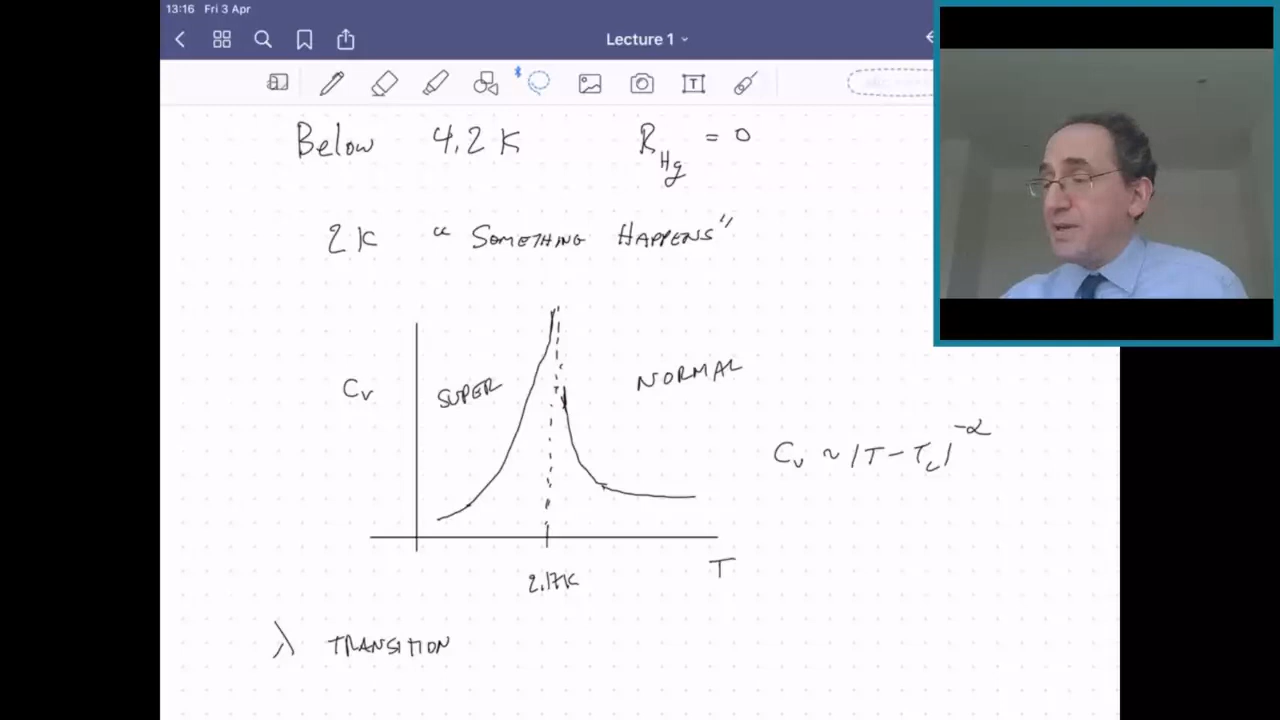 13:16 Fri 3 Apr
Lecture 1
T
Below 4.2 K R_Hg = 0
2 K "SOMETHING HAPPENS"
C_v SUPER NORMAL
C_v ~ |T - T_c|^-α
2.17K
T
λ TRANSITION